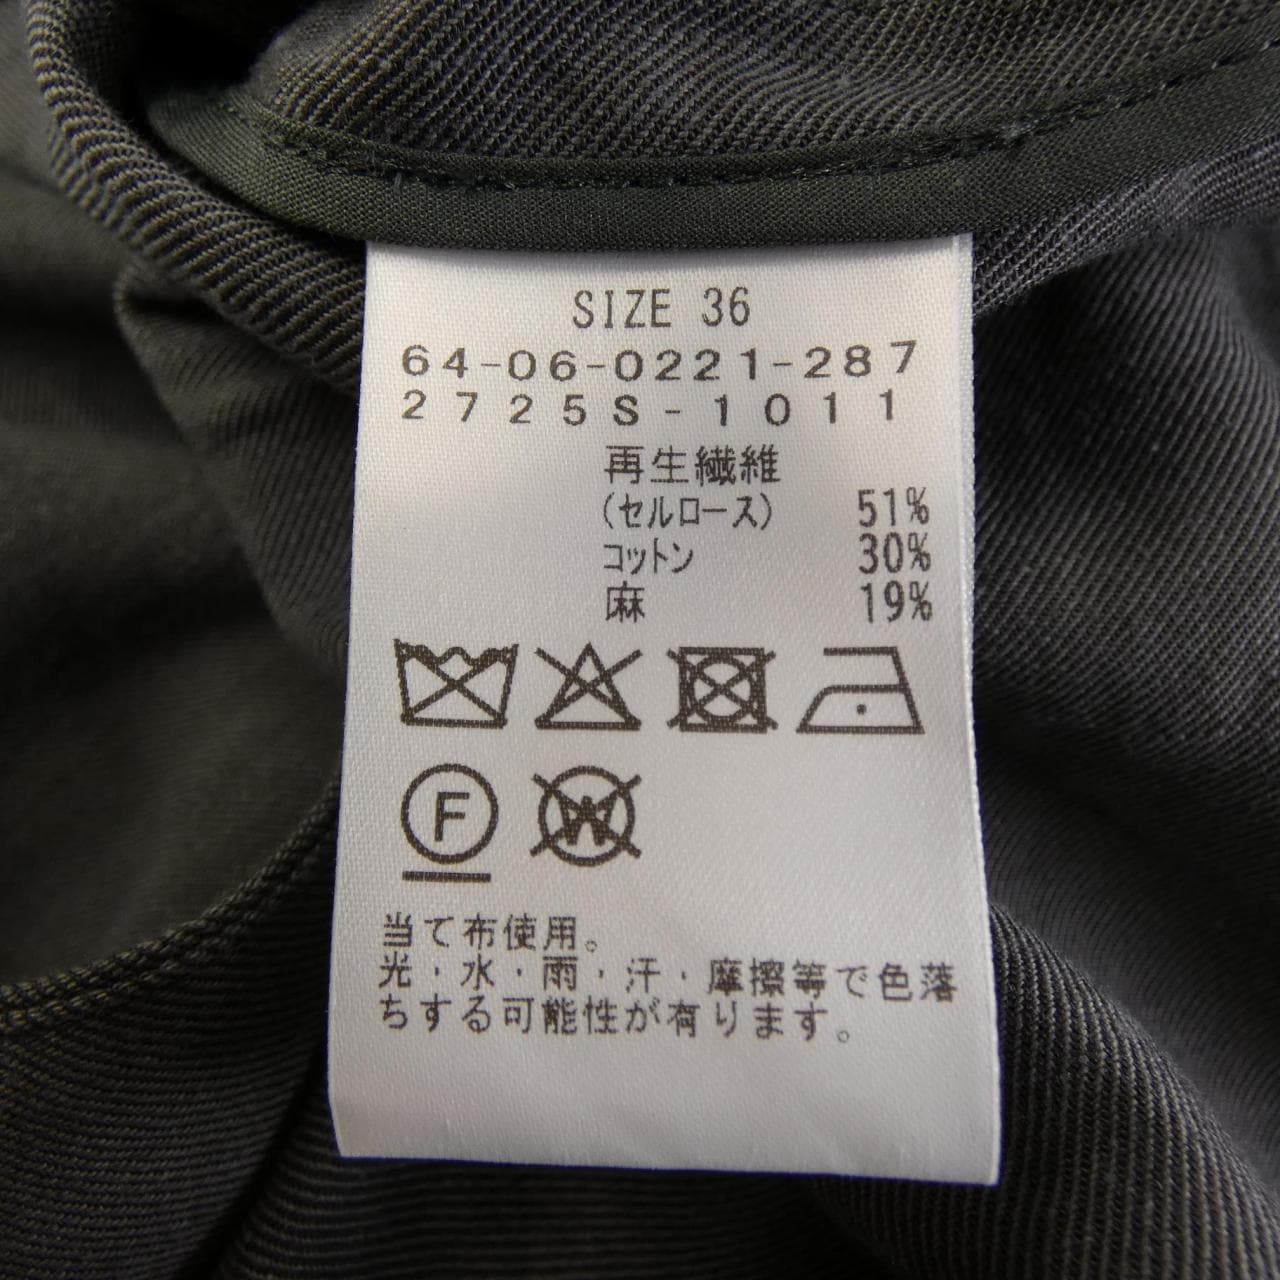 SIZE 36
64-06-0221-287
2725S-1011
再生繊維
(セルロース) 51%
コットン 30%
麻 19%
F
W
当て布使用。
光・水・雨・汗・摩擦等で色落
ちする可能性が有ります。